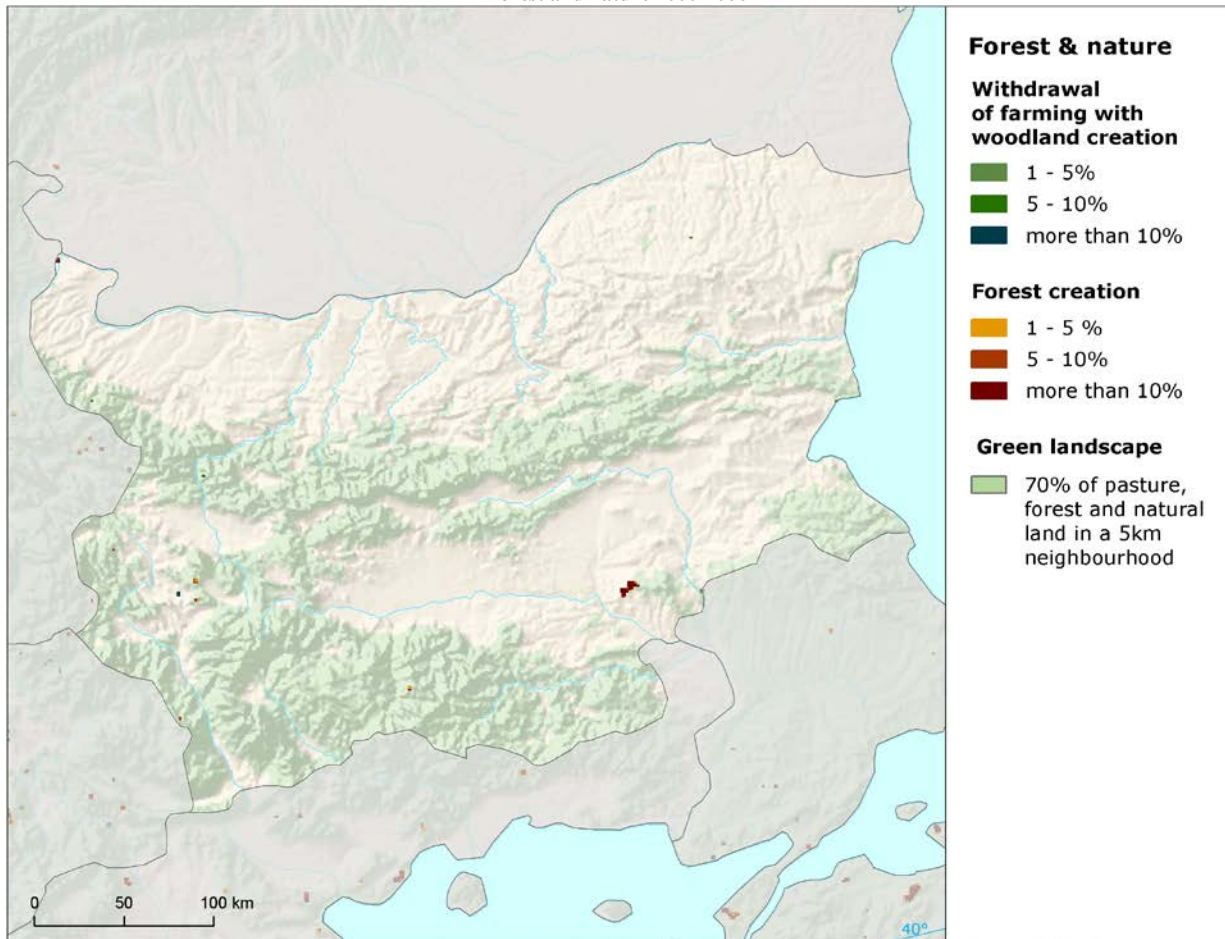 Forest & nature
Withdrawal
of farming with
woodland creation
1 - 5%
5 - 10%
more than 10%
Forest creation
1 - 5 %
5 - 10%
more than 10%
Green landscape
70% of pasture,
forest and natural
land in a 5km
neighbourhood
0 50 100 km
40°